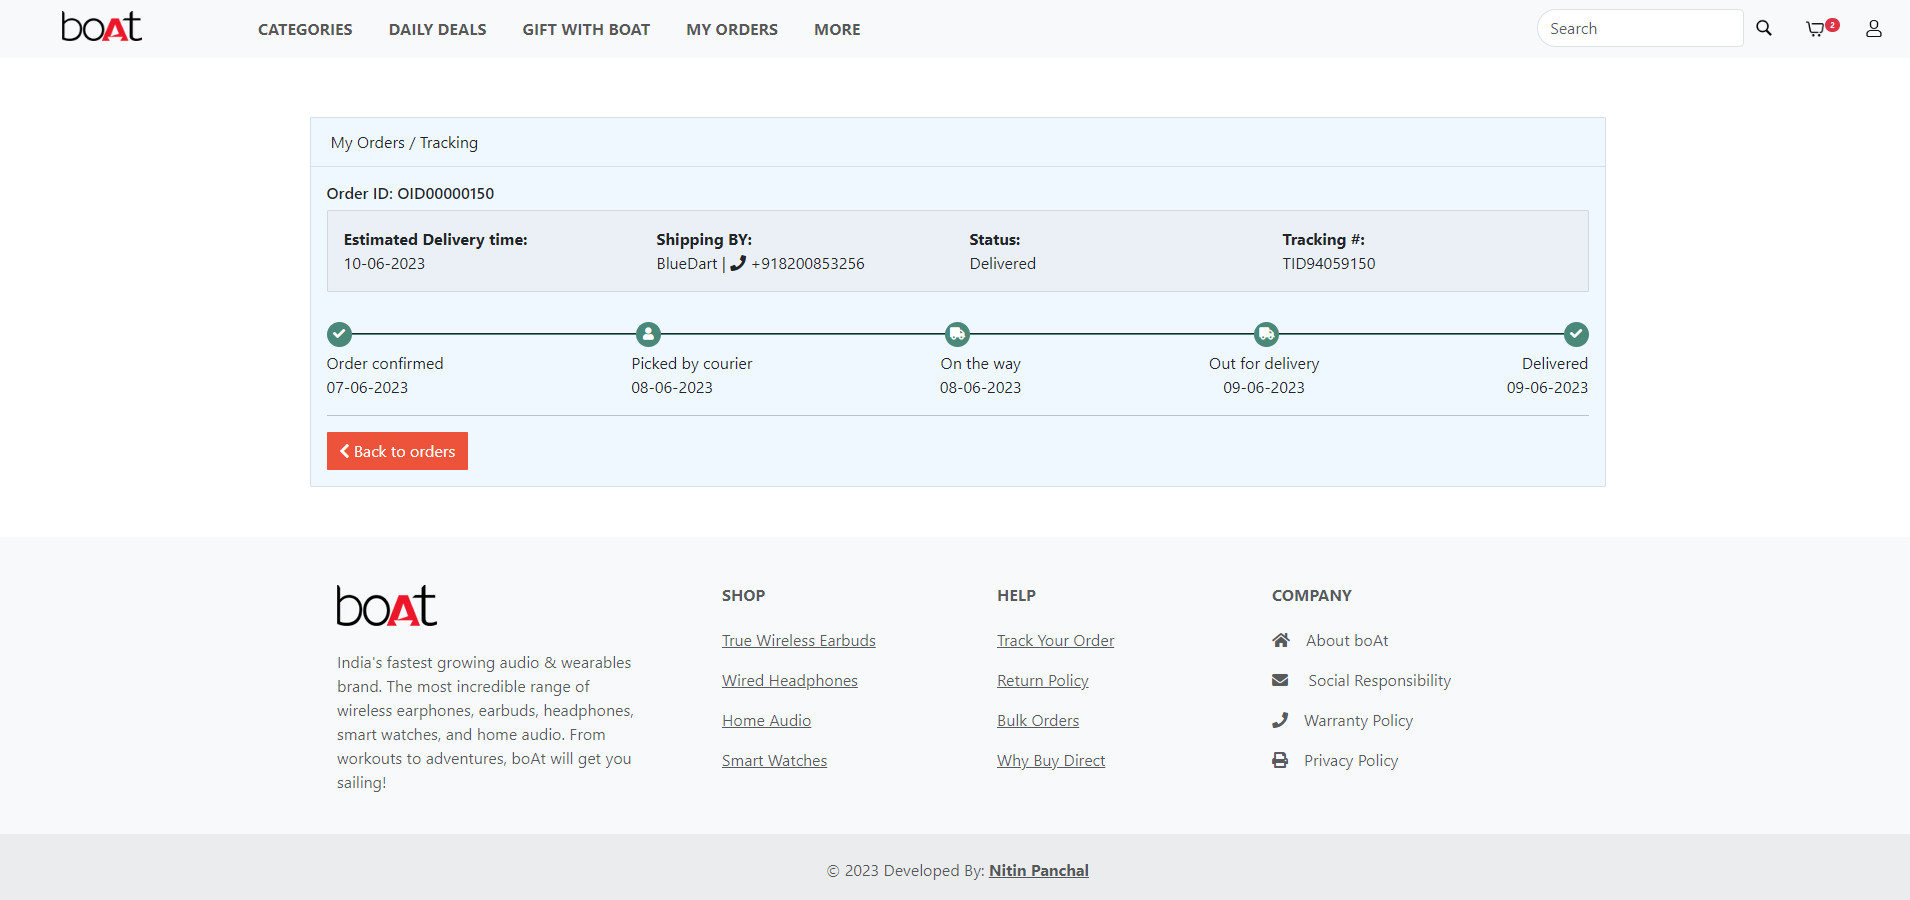 boAt CATEGORIES DAILY DEALS GIFT WITH BOAT MY ORDERS MORE Search 2
My Orders / Tracking
Order ID: OID00000150
Estimated Delivery time: Shipping BY: Status: Tracking #:
10-06-2023 BlueDart | +918200853256 Delivered TID94059150
Order confirmed Picked by courier On the way Out for delivery Delivered
07-06-2023 08-06-2023 08-06-2023 09-06-2023 09-06-2023
Back to orders
boAt
India's fastest growing audio & wearables
brand. The most incredible range of
wireless earphones, earbuds, headphones,
smart watches, and home audio. From
workouts to adventures, boAt will get you
sailing!
SHOP
True Wireless Earbuds
Wired Headphones
Home Audio
Smart Watches
HELP
Track Your Order
Return Policy
Bulk Orders
Why Buy Direct
COMPANY
About boAt
Social Responsibility
Warranty Policy
Privacy Policy
© 2023 Developed By: Nitin Panchal